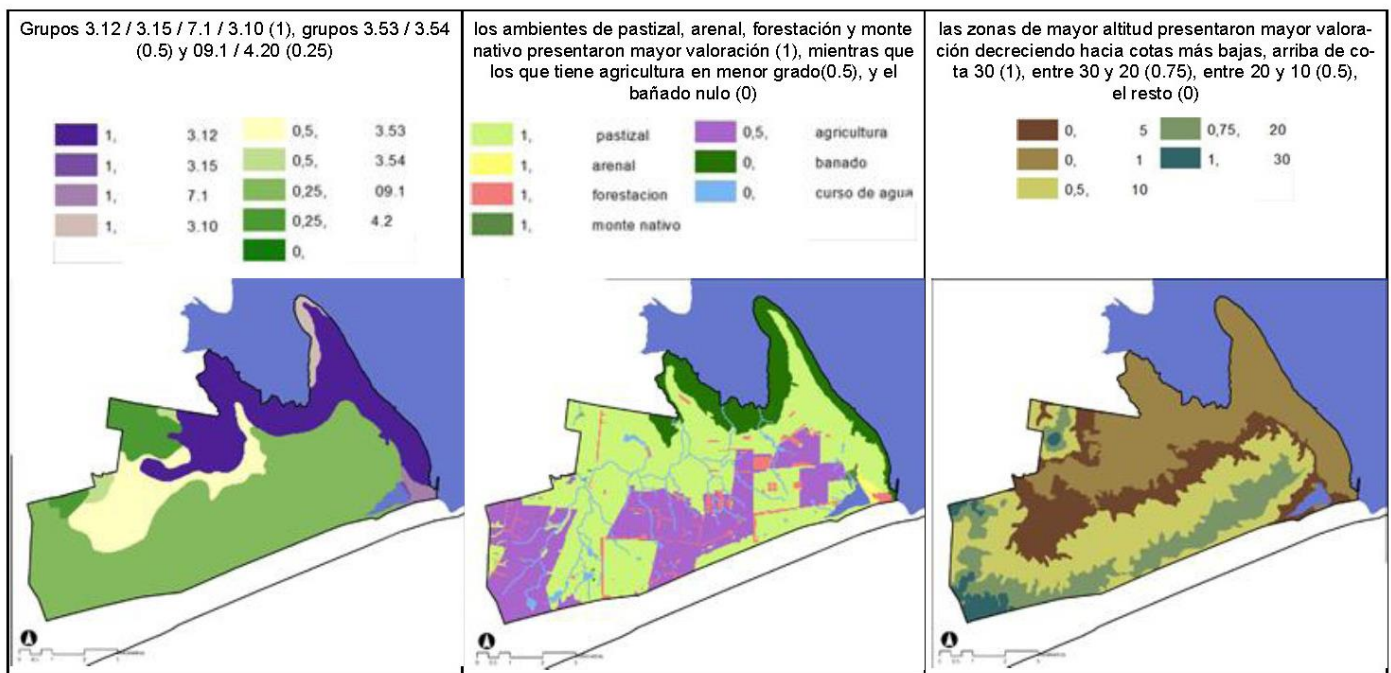 Grupos 3.12 / 3.15 / 7.1 / 3.10 (1), grupos 3.53 / 3.54
(0.5) y 09.1 / 4.20 (0.25)
1, 3.12 0,5, 3.53
1, 3.15 0,5, 3.54
1, 7.1 0,25, 09.1
1, 3.10 0,25, 4.2
0,
los ambientes de pastizal, arenal, forestación y monte
nativo presentaron mayor valoración (1), mientras que
los que tiene agricultura en menor grado(0.5), y el
bañado nulo (0)
1, pastizal 0,5, agricultura
1, arenal 0, banado
1, forestacion 0, curso de agua
1, monte nativo
las zonas de mayor altitud presentaron mayor valora-
ción decreciendo hacia cotas más bajas, arriba de co-
ta 30 (1), entre 30 y 20 (0.75), entre 20 y 10 (0.5),
el resto (0)
0, 5 0,75, 20
0, 1 1, 30
0,5, 10